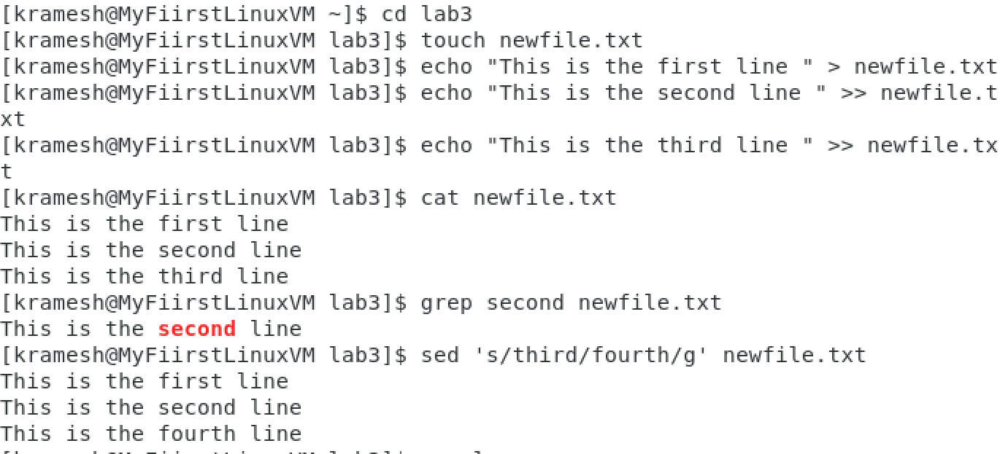 [kramesh@MyFiirstLinuxVM ~]$ cd lab3
[kramesh@MyFiirstLinuxVM lab3]$ touch newfile.txt
[kramesh@MyFiirstLinuxVM lab3]$ echo "This is the first line " > newfile.txt
[kramesh@MyFiirstLinuxVM lab3]$ echo "This is the second line " >> newfile.t
xt
[kramesh@MyFiirstLinuxVM lab3]$ echo "This is the third line " >> newfile.tx
t
[kramesh@MyFiirstLinuxVM lab3]$ cat newfile.txt
This is the first line
This is the second line
This is the third line
[kramesh@MyFiirstLinuxVM lab3]$ grep second newfile.txt
This is the second line
[kramesh@MyFiirstLinuxVM lab3]$ sed 's/third/fourth/g' newfile.txt
This is the first line
This is the second line
This is the fourth line